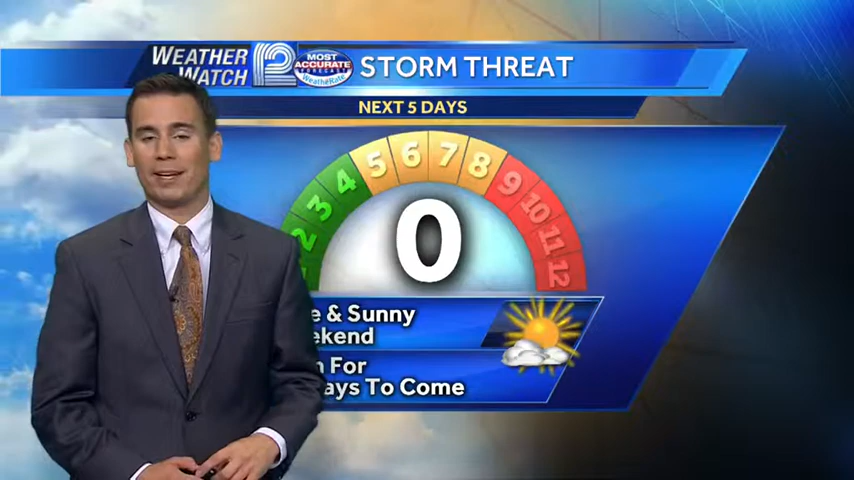 WEATHER
WATCH 12
MOST
ACCURATE
FORECAST
WeatheRate
STORM THREAT
NEXT 5 DAYS
2 3 4 5 6 7 8 9 10 11 12
0
e & Sunny
ekend
For
ays To Come